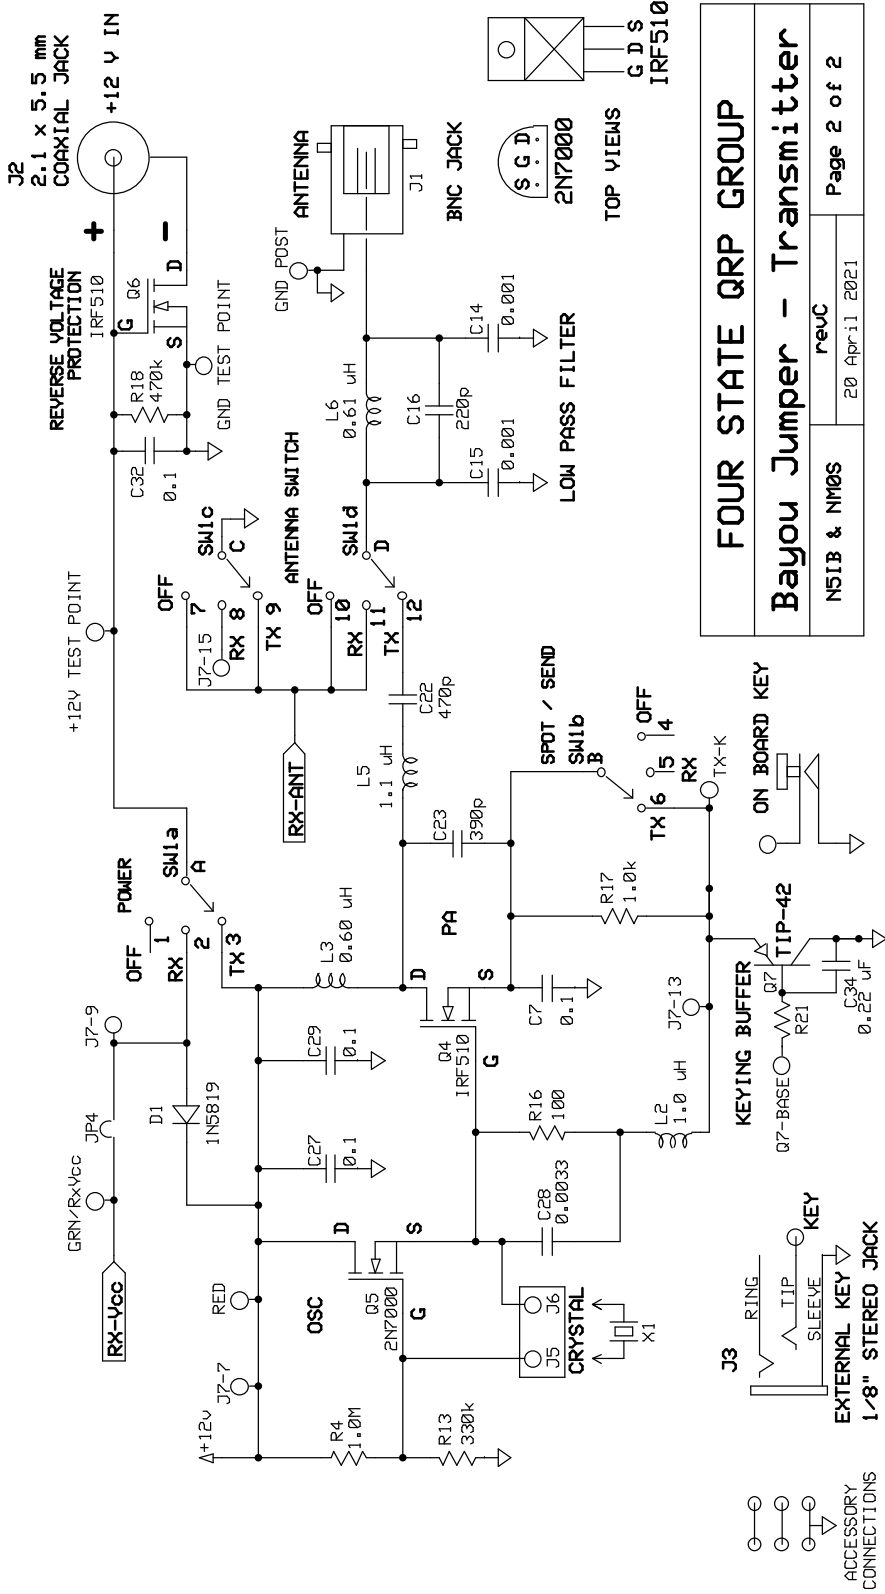 J2
2.1 x 5.5 mm
COAXIAL JACK
+12 V IN
+
-
REVERSE VOLTAGE
PROTECTION
IRF510
Q6
G
D
S
R18
470k
C32
0.1
GND TEST POINT
+12V TEST POINT
POWER
SW1a
A
OFF
1
RX
2
TX 3
J7-9
JP4
GRN/RxVcc
RX-Vcc
D1
1N5819
RED
J7-7
+12v
R4
1.0M
R13
330k
OSC
Q5
2N7000
D
S
G
CRYSTAL
J5
J6
X1
C27
0.1
C29
0.1
C28
0.0033
R16
100
L2
1.0 uH
L3
0.60 uH
PA
Q4
IRF510
D
S
G
C7
0.1
C23
390p
L5
1.1 uH
C22
470p
RX-ANT
J7-15
SW1c
C
OFF
7
RX 8
TX 9
ANTENNA SWITCH
SW1d
D
OFF
10
RX
11
TX
12
L6
0.61 uH
C16
220p
C15
0.001
C14
0.001
LOW PASS FILTER
GND POST
ANTENNA
J1
BNC JACK
S G D
2N7000
TOP VIEWS
G D S
IRF510
SPOT / SEND
SW1b
B
OFF
4
5
RX
TX 6
TX-K
R17
1.0k
J7-13
KEYING BUFFER
Q7
TIP-42
Q7-BASE
R21
C34
0.22 uF
ON BOARD KEY
J3
RING
TIP
SLEEVE
KEY
EXTERNAL KEY
1/8" STEREO JACK
ACCESSORY
CONNECTIONS
FOUR STATE QRP GROUP
Bayou Jumper - Transmitter
N5IB & NM0S
revC
20 April 2021
Page 2 of 2